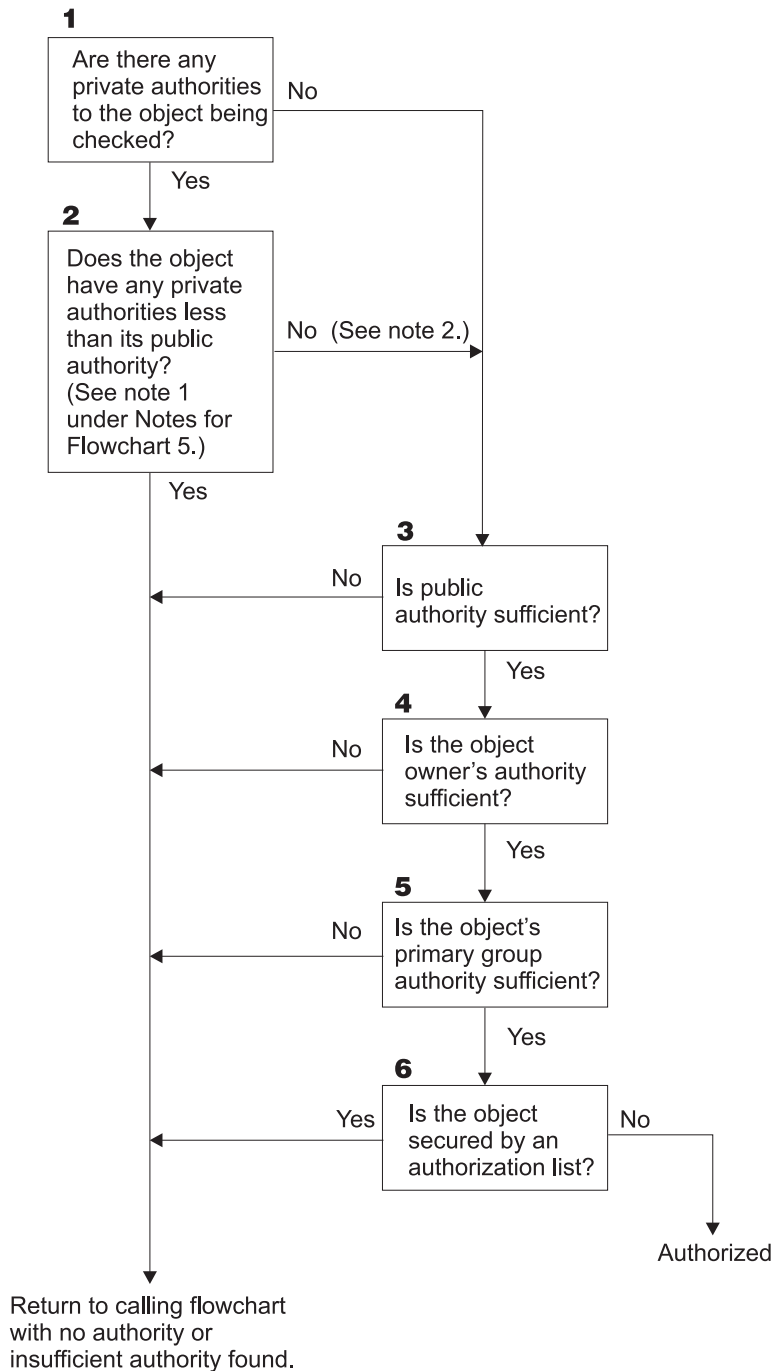 1
Are there any
private authorities
to the object being
checked?
No
Yes
2
Does the object
have any private
authorities less
than its public
authority?
(See note 1
under Notes for
Flowchart 5.)
No (See note 2.)
Yes
3
Is public
authority sufficient?
No
Yes
4
Is the object
owner's authority
sufficient?
No
Yes
5
Is the object's
primary group
authority sufficient?
No
Yes
6
Is the object
secured by an
authorization list?
Yes
No
Authorized
Return to calling flowchart
with no authority or
insufficient authority found.